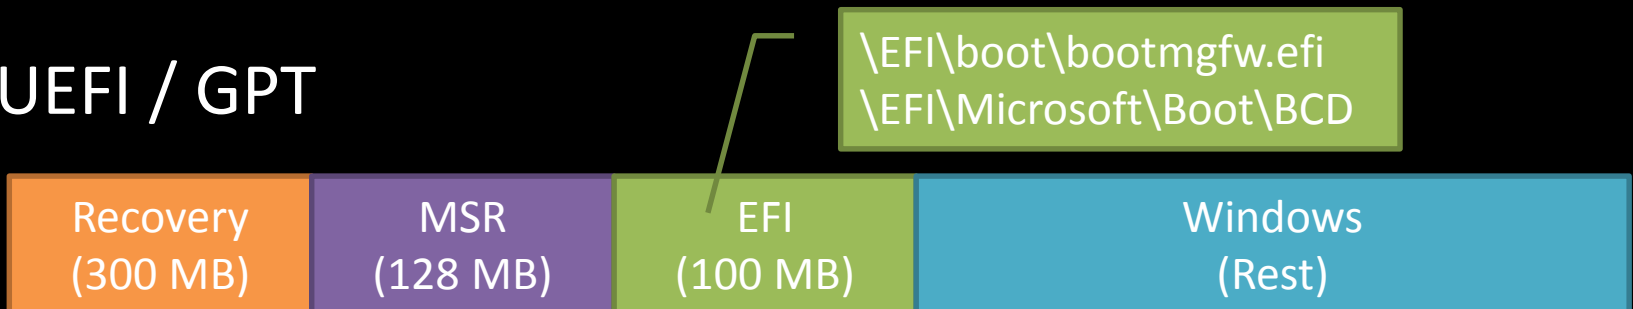 UEFI / GPT
\EFI\boot\bootmgfw.efi
\EFI\Microsoft\Boot\BCD
Recovery
(300 MB)
MSR
(128 MB)
EFI
(100 MB)
Windows
(Rest)